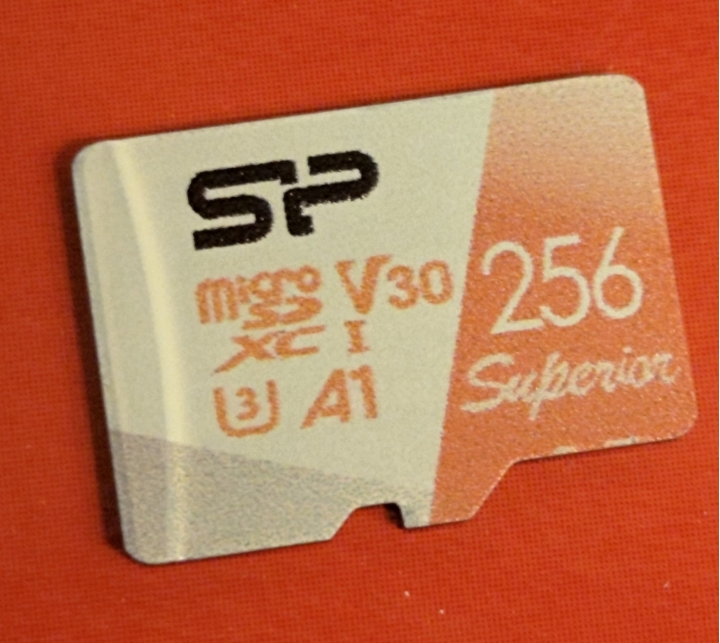 SP
micro SD XC I V30
U3 A1
256
Superior